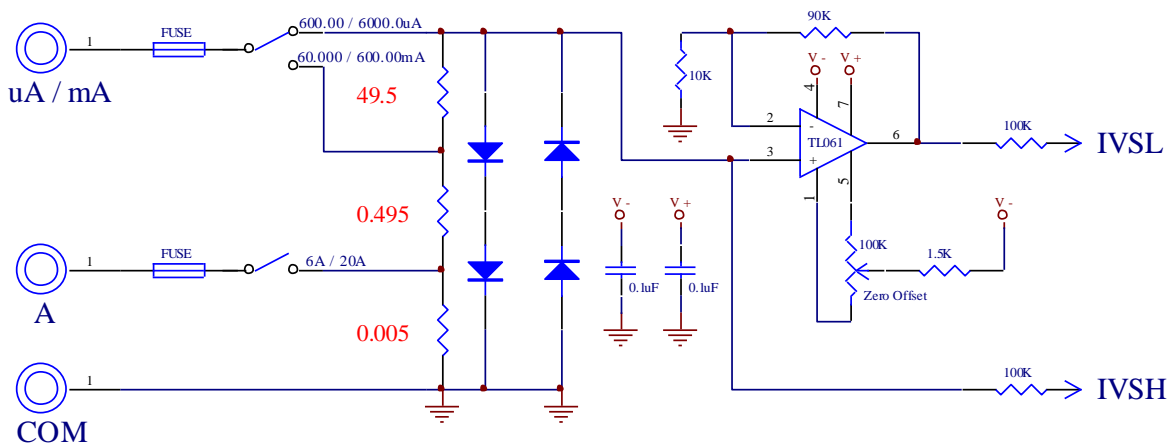 600.00 / 6000.0uA
1
FUSE
uA / mA
60.000 / 600.00mA
49.5
0.495
1
FUSE
6A / 20A
A
0.005
1
COM
90K
10K
V -
V +
4
7
2
-
TL061
6
3
+
1
5
100K
IVSL
V -
V +
0.1uF
0.1uF
V -
100K
1.5K
Zero Offset
100K
IVSH